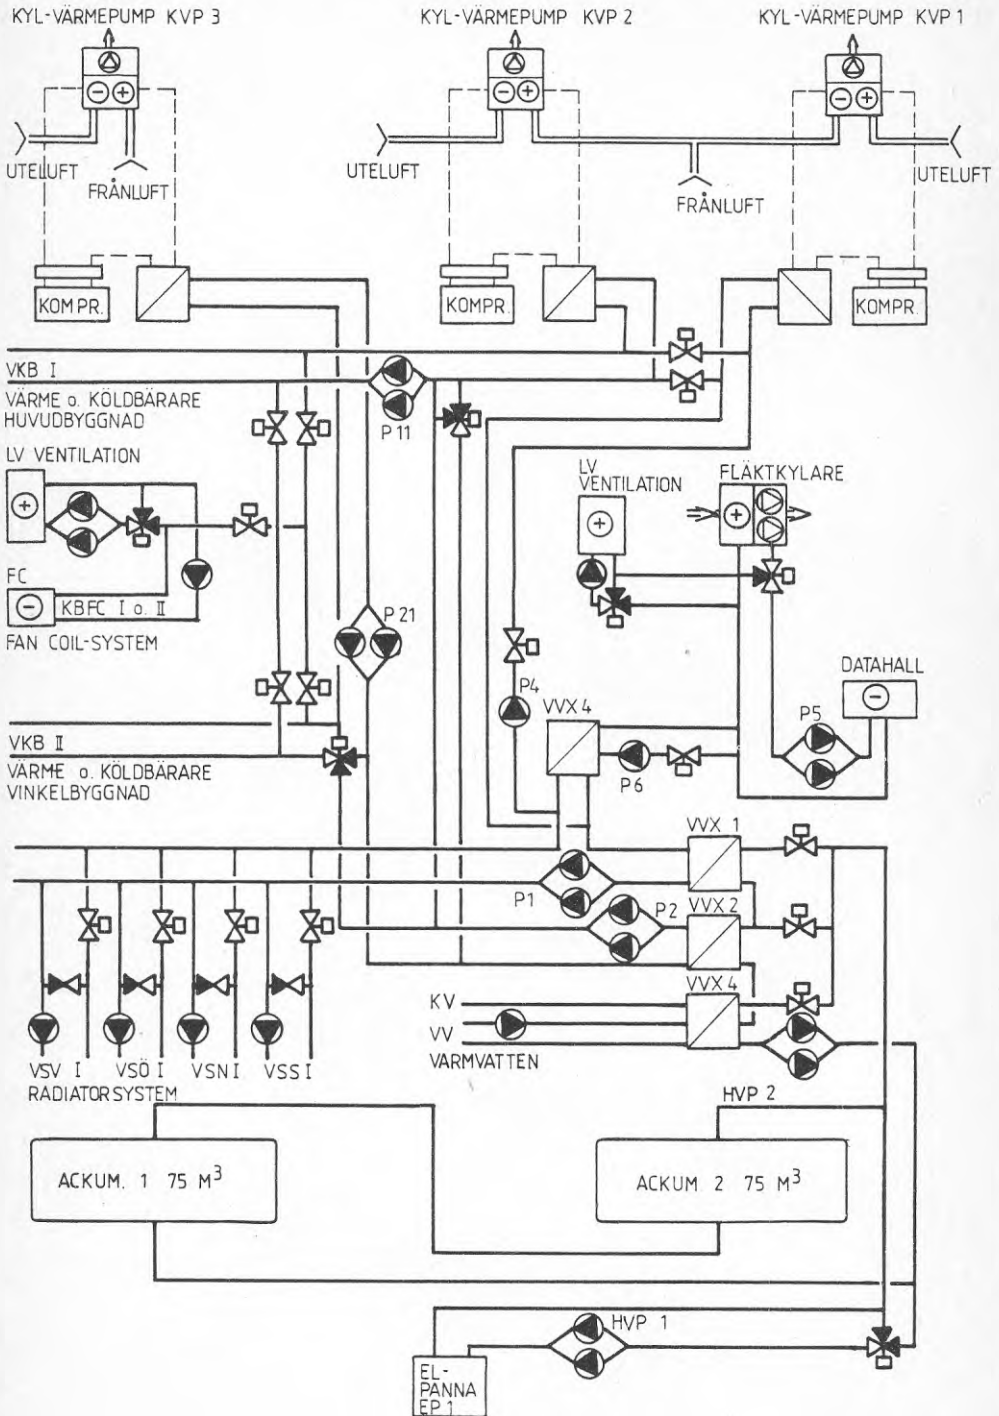 KYL-VÄRMEPUMP KVP 3
KYL-VÄRMEPUMP KVP 2
KYL-VÄRMEPUMP KVP 1
UTELUFT
FRÅNLUFT
UTELUFT
FRÅNLUFT
UTELUFT
KOMPR.
KOMPR.
KOMPR.
VKB I
VÄRME o. KÖLDBÄRARE
HUVUDBYGGNAD
P 11
LV VENTILATION
LV
VENTILATION
FLÄKTKYLARE
FC
KBFC I o. II
FAN COIL-SYSTEM
P 21
P4
VVX 4
DATAHALL
P5
P6
VKB II
VÄRME o. KÖLDBÄRARE
VINKELBYGGNAD
VVX 1
P1
P2
VVX 2
VVX 4
KV
VV
VARMVATTEN
VSV I
VSÖ I
VSN I
VSS I
RADIATORSYSTEM
HVP 2
ACKUM. 1 75 M³
ACKUM 2 75 M³
HVP 1
EL-
PANNA
EP1